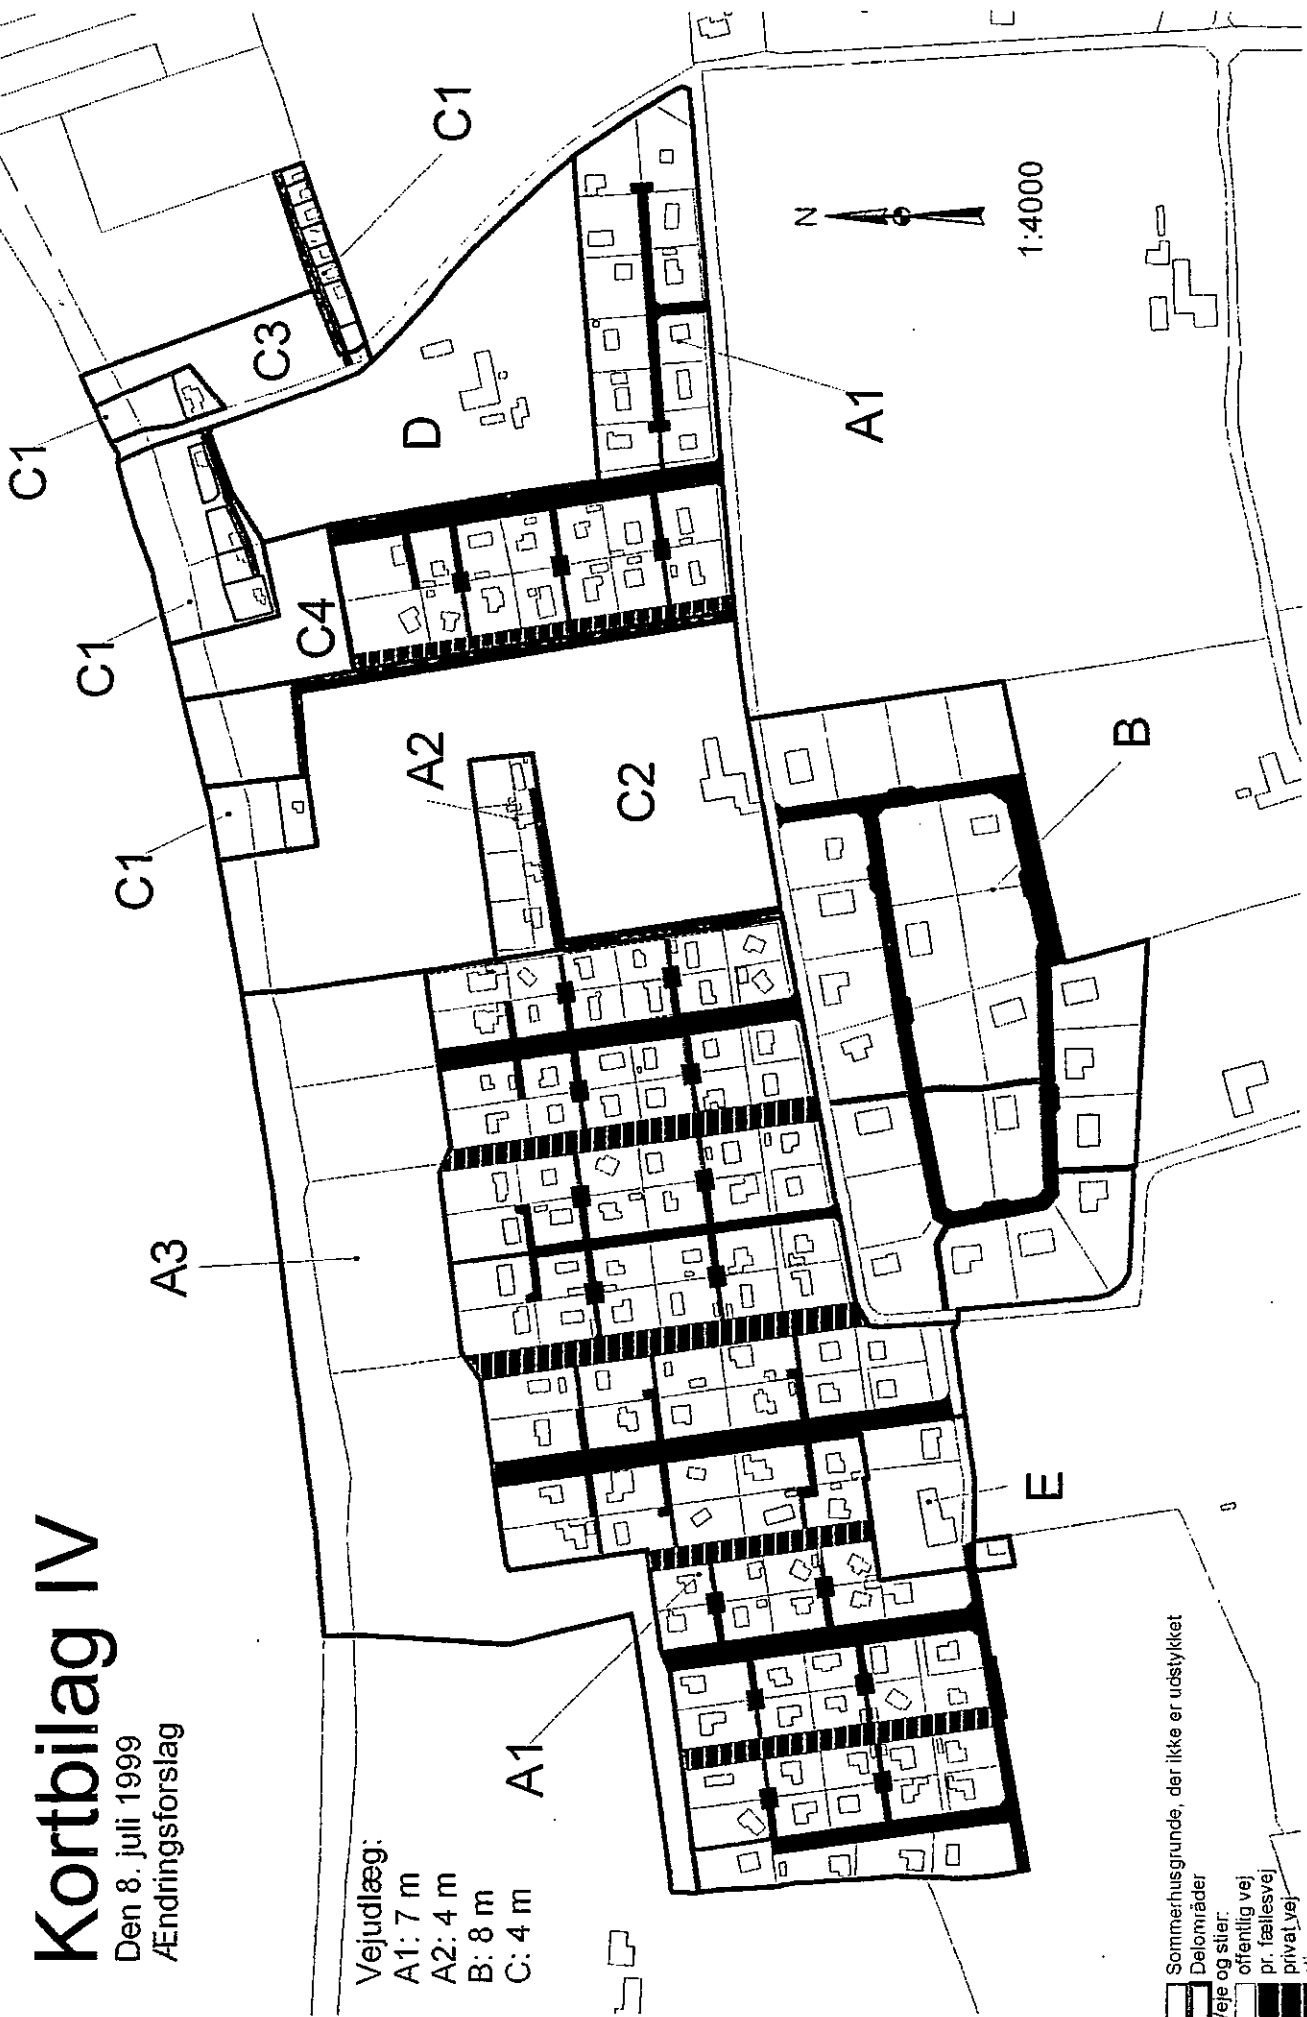 Kortbilag IV
Den 8. juli 1999
Ændringsforslag
Vejudlæg:
A1: 7 m
A2: 4 m
B: 8 m
C: 4 m
A1
A3
C1
C1
C1
C1
C3
C4
D
A2
C2
A1
B
E
N
1:4000
Sommerhusgrunde, der ikke er udstykket
Delområder
Veje og stier:
offentlig vej
pr. fællesvej
privat vej